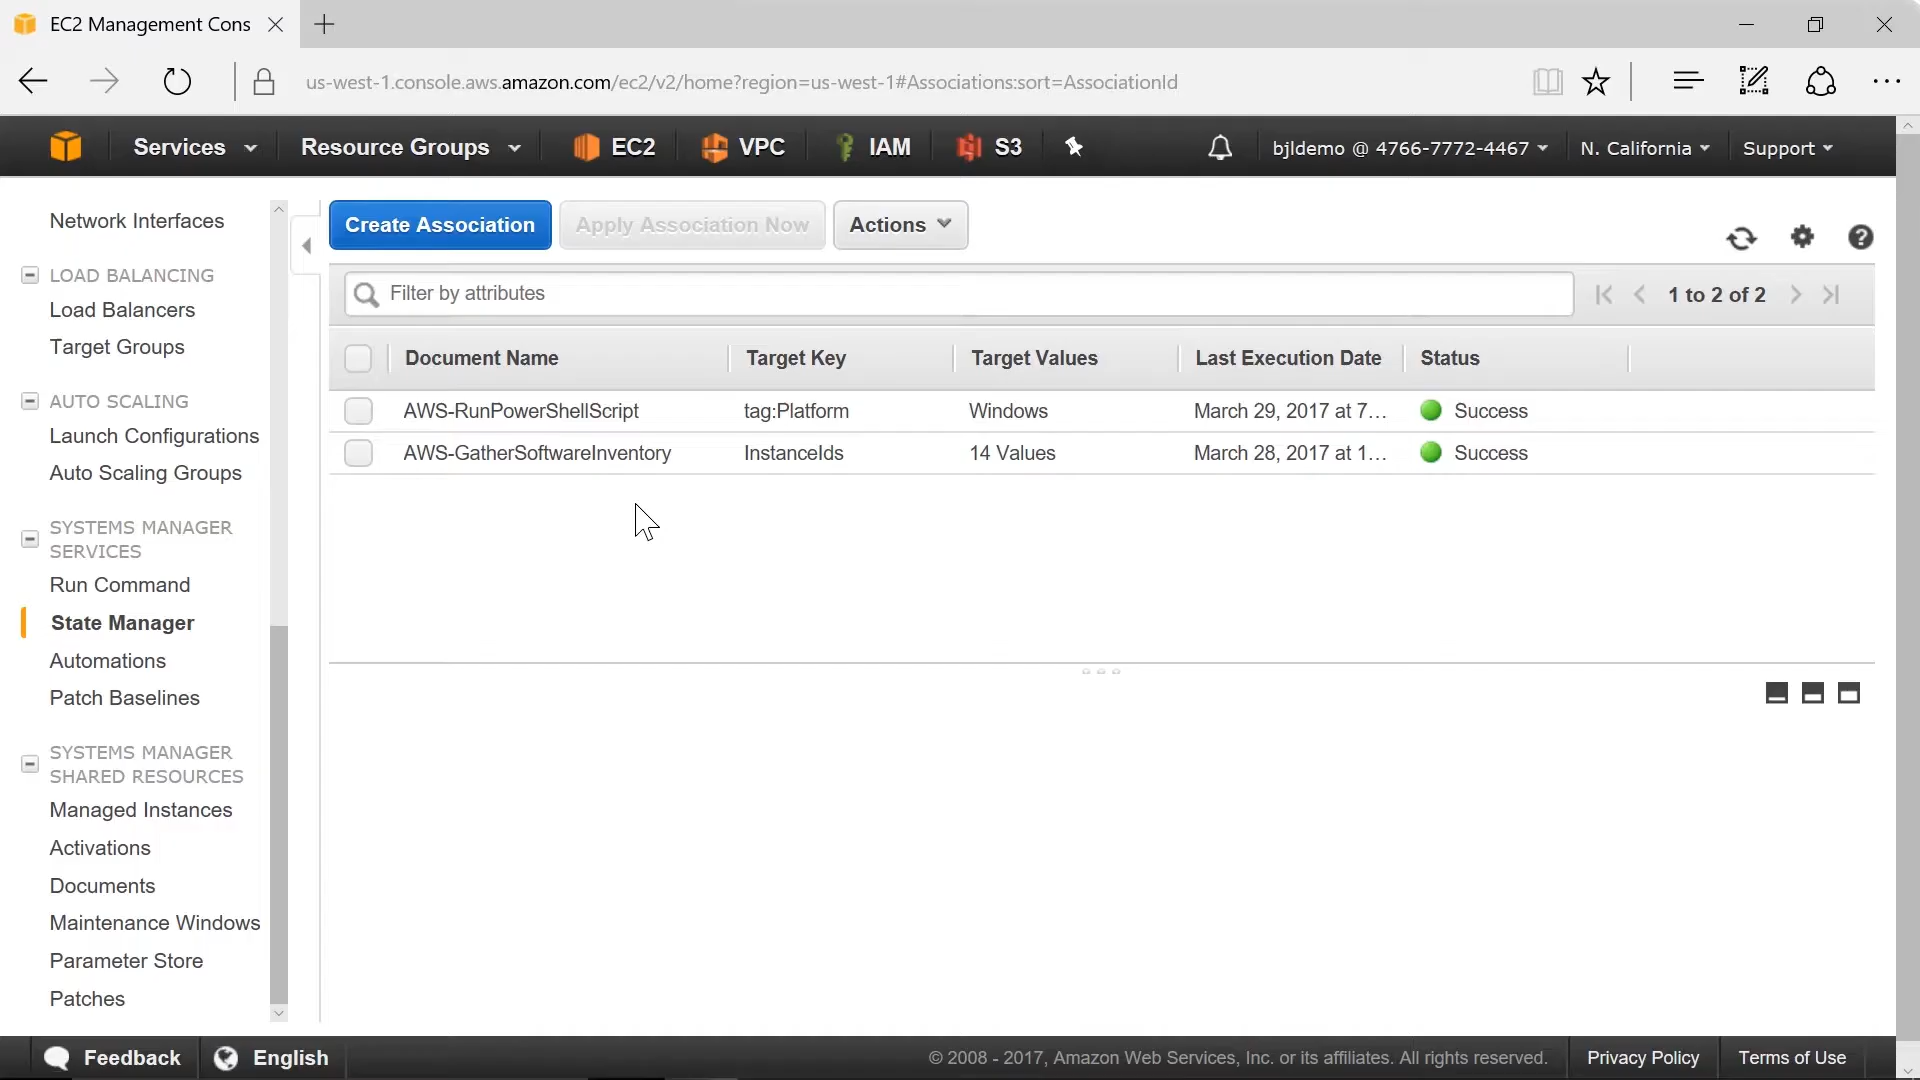 EC2 Management Cons
us-west-1.console.aws.amazon.com/ec2/v2/home?region=us-west-1#Associations:sort=AssociationId
Services Resource Groups EC2 VPC IAM S3 bjldemo @ 4766-7772-4467 N. California Support
Network Interfaces
LOAD BALANCING
Load Balancers
Target Groups
AUTO SCALING
Launch Configurations
Auto Scaling Groups
SYSTEMS MANAGER
SERVICES
Run Command
State Manager
Automations
Patch Baselines
SYSTEMS MANAGER
SHARED RESOURCES
Managed Instances
Activations
Documents
Maintenance Windows
Parameter Store
Patches
Create Association Apply Association Now Actions
Filter by attributes 1 to 2 of 2
Document Name Target Key Target Values Last Execution Date Status
AWS-RunPowerShellScript tag:Platform Windows March 29, 2017 at 7... Success
AWS-GatherSoftwareInventory InstanceIds 14 Values March 28, 2017 at 1... Success
Feedback English © 2008 - 2017, Amazon Web Services, Inc. or its affiliates. All rights reserved. Privacy Policy Terms of Use